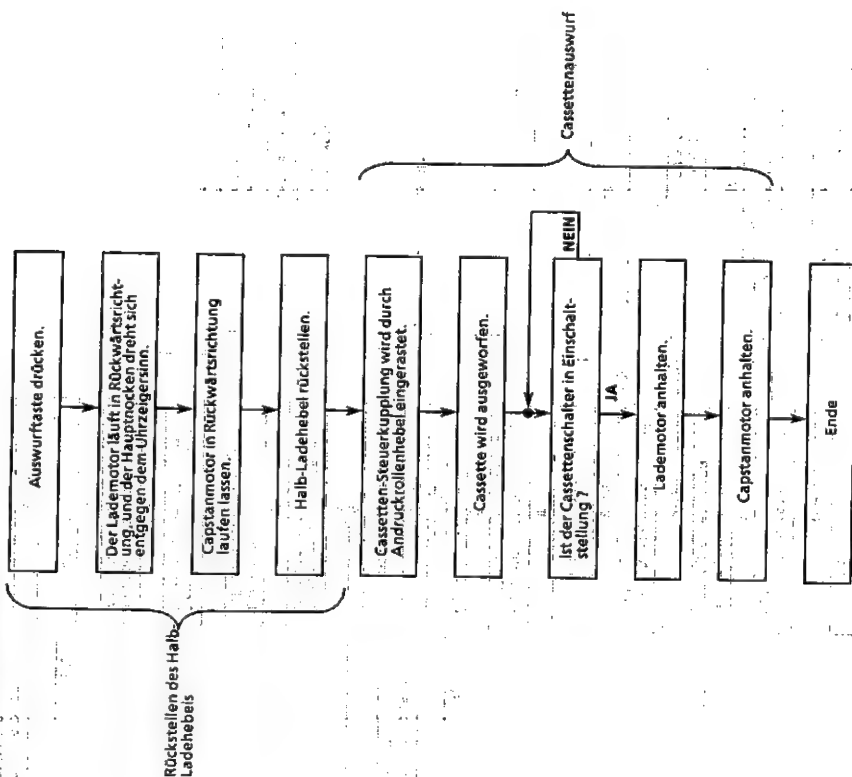 Auswurftaste drücken.
Der Lademotor läuft in Rückwärtsricht-
ung, und der Hauptnocken dreht sich
entgegen dem Uhrzeigersinn.
Capstanmotor in Rückwärtsrichtung
laufen lassen.
Halb-Ladehebel rückstellen.
Rückstellen des Halb-
Ladehebels
Cassetten-Steuerkupplung wird durch
Andruckrollenhebel eingerastet.
Cassette wird ausgeworfen.
Ist der Cassettenschalter in Einschalt-
stellung ?
NEIN
JA
Lademotor anhalten.
Capstanmotor anhalten.
Cassettenauswurf
Ende